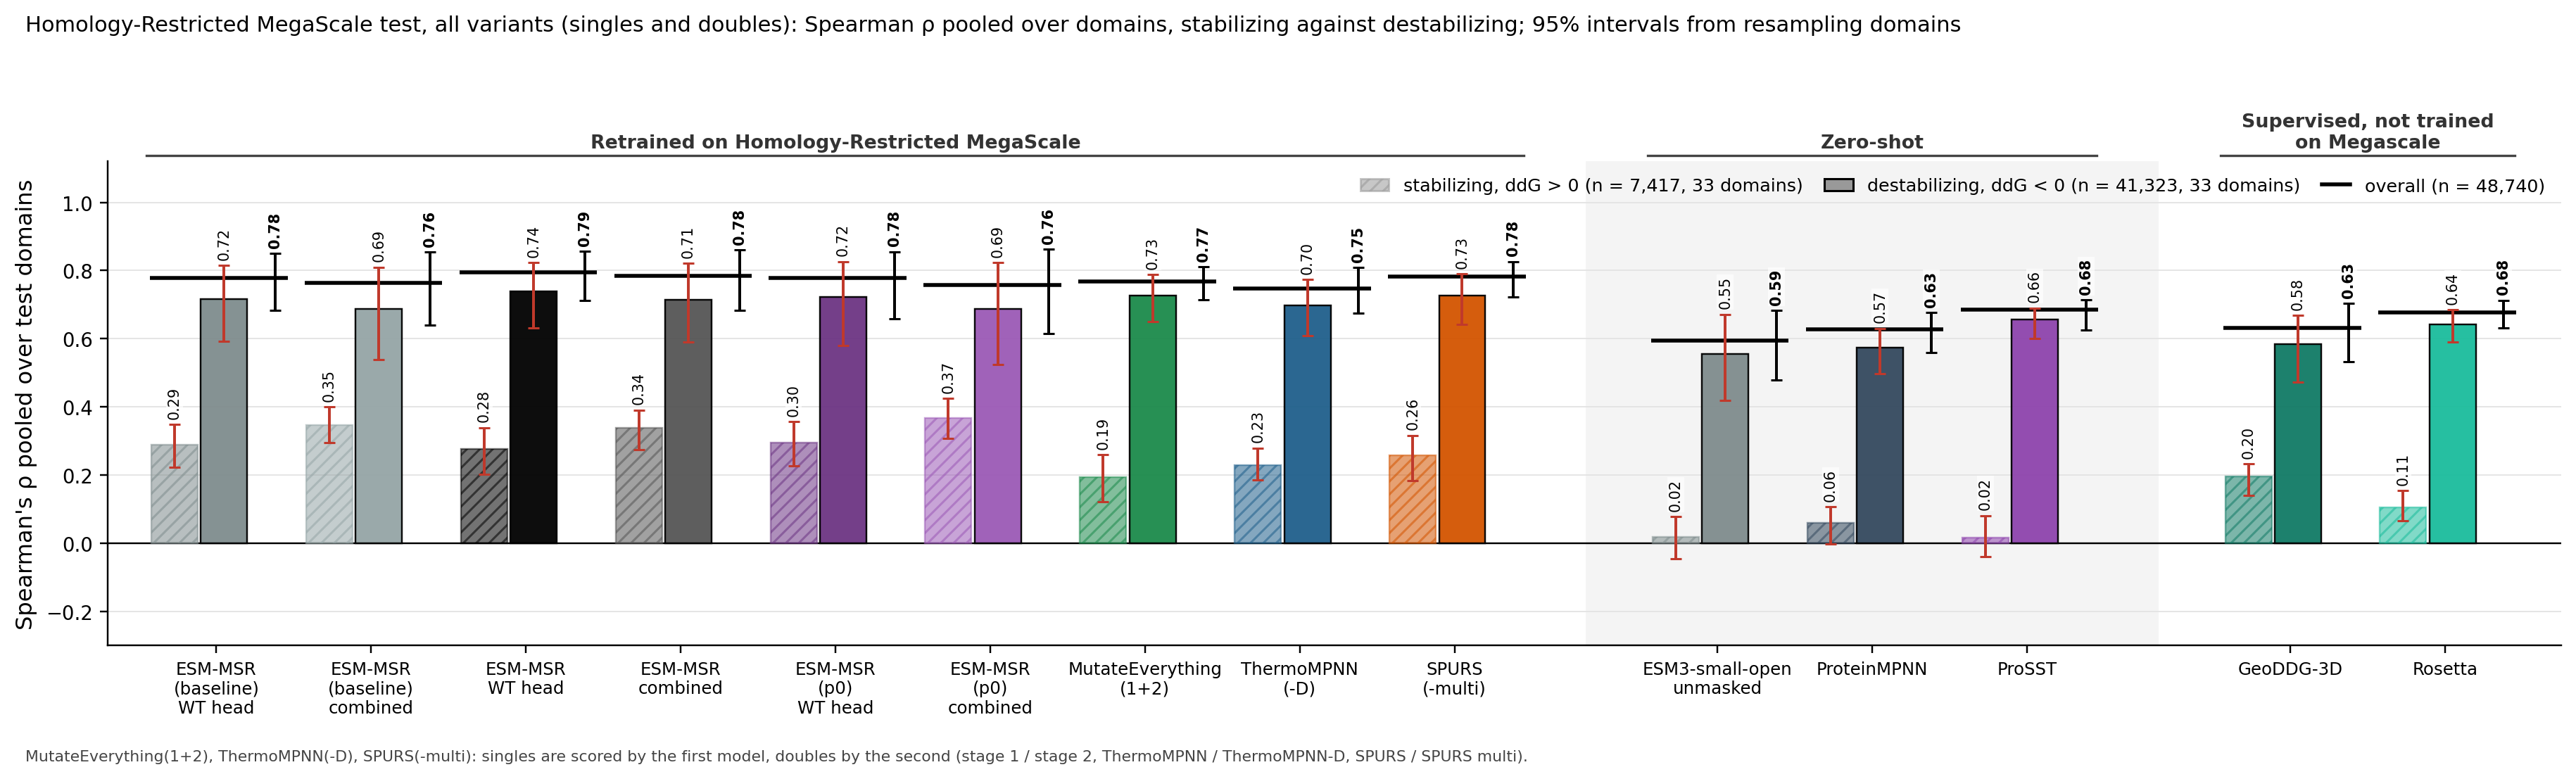 Homology-Restricted MegaScale test, all variants (singles and doubles): Spearman ρ pooled over domains, stabilizing against destabilizing; 95% intervals from resampling domains
Retrained on Homology-Restricted MegaScale
Zero-shot
Supervised, not trained
on Megascale
stabilizing, ddG > 0 (n = 7,417, 33 domains)
destabilizing, ddG < 0 (n = 41,323, 33 domains)
overall (n = 48,740)
Spearman's ρ pooled over test domains
1.0
0.8
0.6
0.4
0.2
0.0
−0.2
0.29
0.72
0.78
0.35
0.69
0.76
0.28
0.74
0.79
0.34
0.71
0.78
0.30
0.72
0.78
0.37
0.69
0.76
0.19
0.73
0.77
0.23
0.70
0.75
0.26
0.73
0.78
0.02
0.55
0.59
0.06
0.57
0.63
0.02
0.66
0.68
0.20
0.58
0.63
0.11
0.64
0.68
ESM-MSR
(baseline)
WT head
ESM-MSR
(baseline)
combined
ESM-MSR
WT head
ESM-MSR
combined
ESM-MSR
(p0)
WT head
ESM-MSR
(p0)
combined
MutateEverything
(1+2)
ThermoMPNN
(-D)
SPURS
(-multi)
ESM3-small-open
unmasked
ProteinMPNN
ProSST
GeoDDG-3D
Rosetta
MutateEverything(1+2), ThermoMPNN(-D), SPURS(-multi): singles are scored by the first model, doubles by the second (stage 1 / stage 2, ThermoMPNN / ThermoMPNN-D, SPURS / SPURS multi).